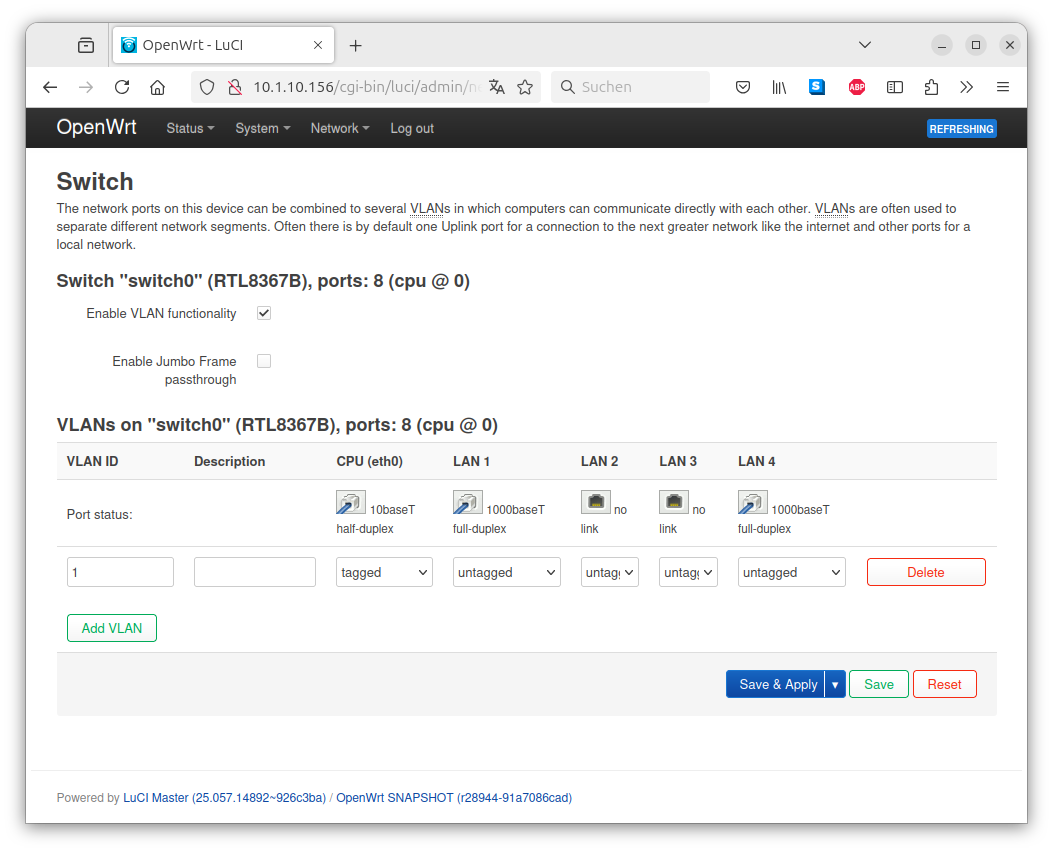 OpenWrt - LuCI
10.1.10.156/cgi-bin/luci/admin/n
Suchen
S
ABP
OpenWrt Status System Network Log out REFRESHING
Switch
The network ports on this device can be combined to several VLANs in which computers can communicate directly with each other. VLANs are often used to
separate different network segments. Often there is by default one Uplink port for a connection to the next greater network like the internet and other ports for a
local network.
Switch "switch0" (RTL8367B), ports: 8 (cpu @ 0)
Enable VLAN functionality
Enable Jumbo Frame
passthrough
VLANs on "switch0" (RTL8367B), ports: 8 (cpu @ 0)
VLAN ID Description CPU (eth0) LAN 1 LAN 2 LAN 3 LAN 4
Port status: 10baseT 1000baseT no no 1000baseT
half-duplex full-duplex link link full-duplex
1 tagged untagged untag untag untagged Delete
Add VLAN
Save & Apply Save Reset
Powered by LuCI Master (25.057.14892~926c3ba) / OpenWrt SNAPSHOT (r28944-91a7086cad)